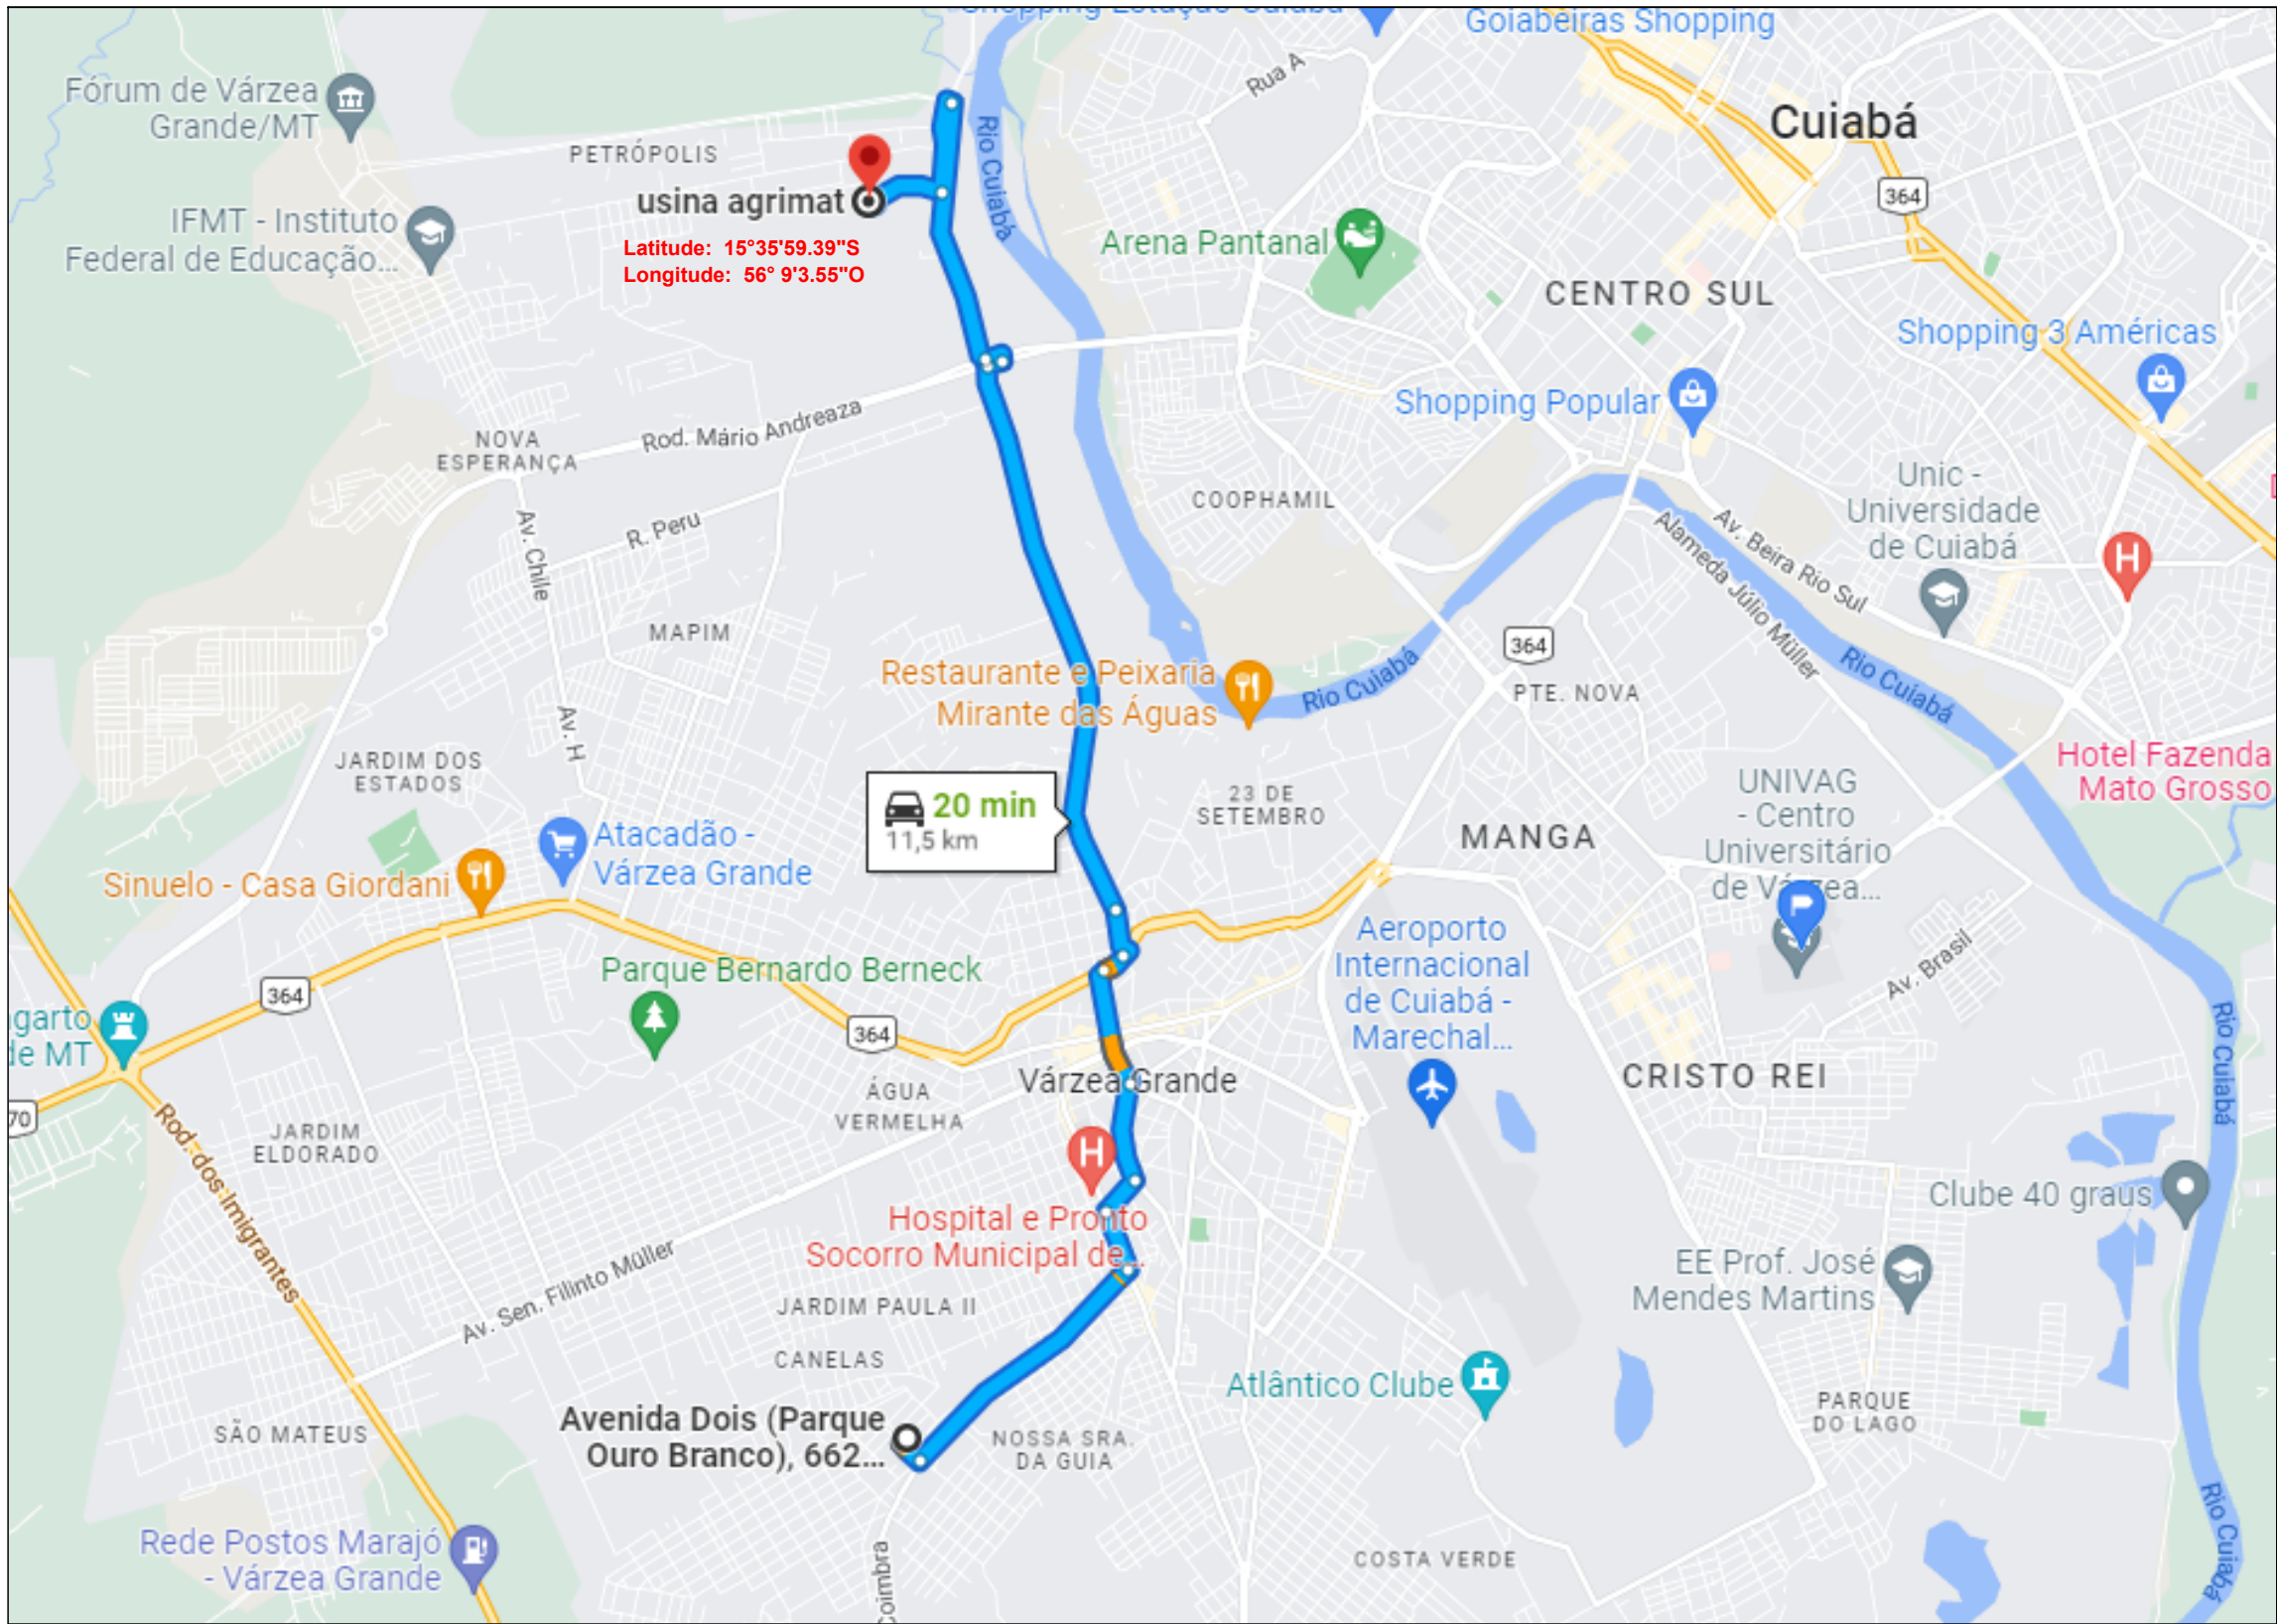 Goiabeiras Shopping
Fórum de Várzea
Grande/MT
Rua A
Cuiabá
PETRÓPOLIS
Rio Cuiabá
usina agrimat
364
IFMT - Instituto
Federal de Educação...
Latitude: 15°35'59.39"S
Longitude: 56° 9'3.55"O
Arena Pantanal
CENTRO SUL
Shopping 3 Américas
Shopping Popular
Rod. Mário Andreaza
NOVA
ESPERANÇA
Unic -
Universidade
de Cuiabá
COOPHAMIL
R. Peru
Av. Chile
Av. Beira Rio Sul
Alameda Júlio Müller
H
MAPIM
364
Restaurante e Peixaria
Mirante das Águas
Rio Cuiabá
PTE. NOVA
Rio Cuiabá
Av. H
JARDIM DOS
ESTADOS
Hotel Fazenda
Mato Grosso
20 min
11,5 km
23 DE
SETEMBRO
MANGA
UNIVAG
- Centro
Universitário
de Várzea...
P
Atacadão -
Várzea Grande
Sinuelo - Casa Giordani
Aeroporto
Internacional
de Cuiabá -
Marechal...
Av. Brasil
Parque Bernardo Berneck
364
364
garto
de MT
Rio Cuiabá
Várzea Grande
CRISTO REI
ÁGUA
VERMELHA
70
JARDIM
ELDORADO
Rod. dos Imigrantes
H
Hospital e Pronto
Socorro Municipal de...
Clube 40 graus
Av. Sen. Filinto Müller
EE Prof. José
Mendes Martins
JARDIM PAULA II
CANELAS
Atlântico Clube
PARQUE
DO LAGO
Avenida Dois (Parque
Ouro Branco), 662...
SÃO MATEUS
NOSSA SRA.
DA GUIA
Rio Cuiabá
Rede Postos Marajó
- Várzea Grande
COSTA VERDE
Coimbra